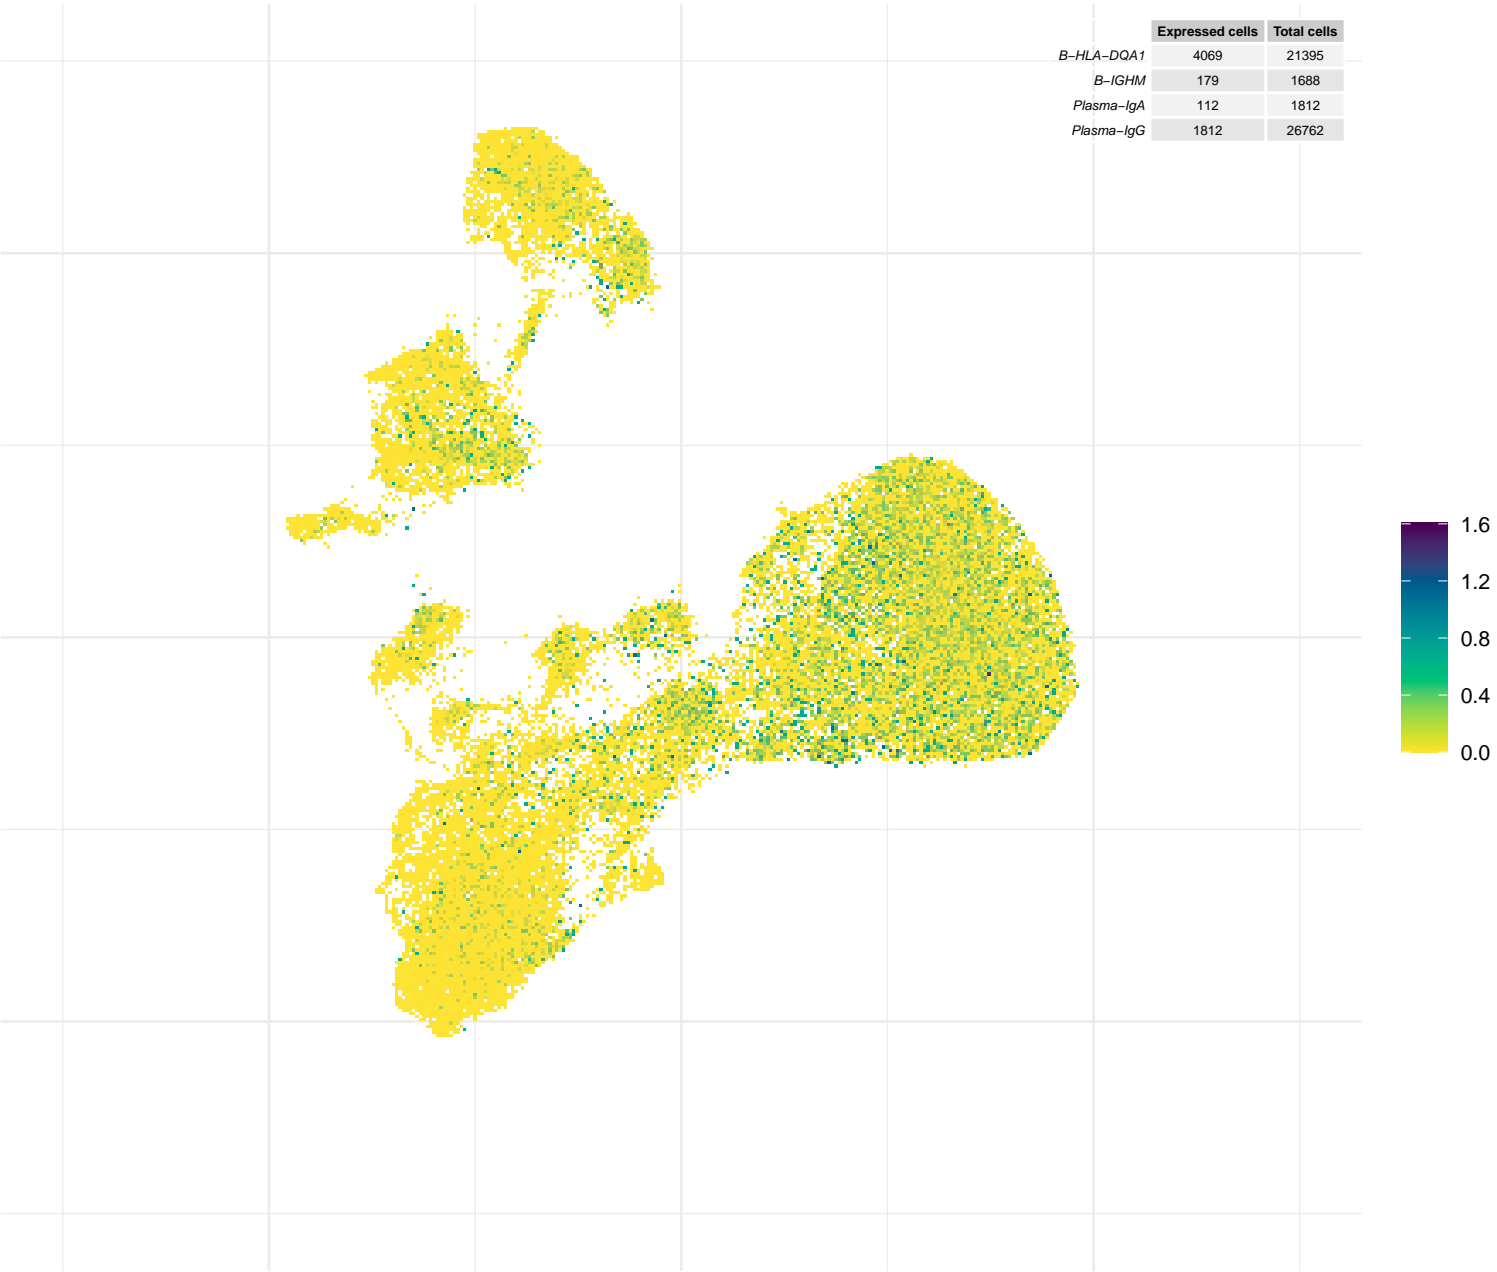 Expressed cells Total cells
B−HLA−DQA1 4069 21395
B−IGHM 179 1688
Plasma−IgA 112 1812
Plasma−IgG 1812 26762
1.6
1.2
0.8
0.4
0.0